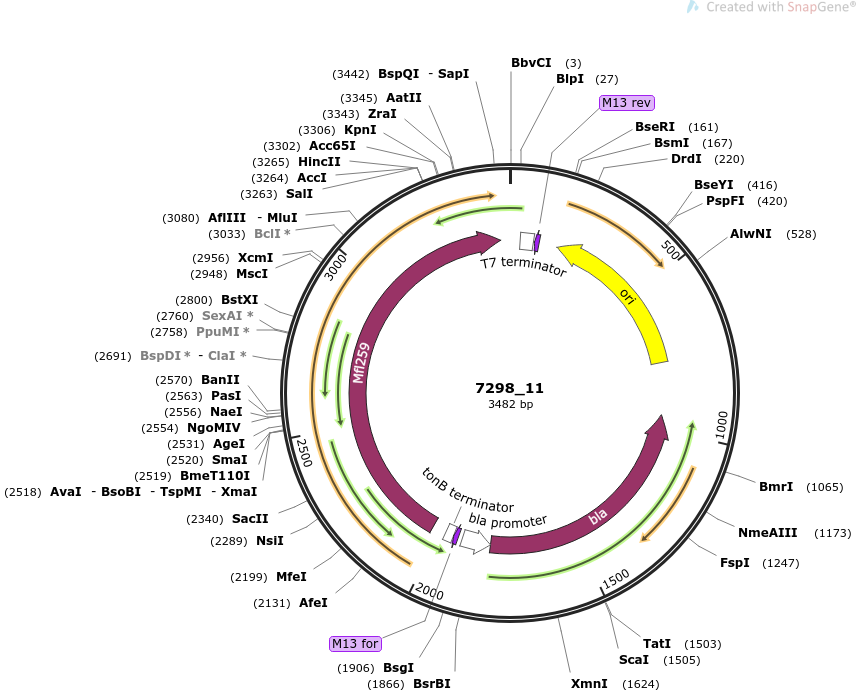 Created with SnapGene®
BbvCI (3)
BlpI (27)
M13 rev
BseRI (161)
BsmI (167)
DrdI (220)
BseYI (416)
PspFI (420)
AlwNI (528)
BmrI (1065)
NmeAIII (1173)
FspI (1247)
TatI (1503)
ScaI (1505)
XmnI (1624)
(1866) BsrBI
(1906) BsgI
M13 for
(2131) AfeI
(2199) MfeI
(2289) NsiI
(2340) SacII
(2518) AvaI - BsoBI - TspMI - XmaI
(2519) BmeT110I
(2520) SmaI
(2531) AgeI
(2554) NgoMIV
(2556) NaeI
(2563) PasI
(2570) BanII
(2691) BspDI * - ClaI *
(2758) PpuMI *
(2760) SexAI *
(2800) BstXI
(2948) MscI
(2956) XcmI
(3033) BclI *
(3080) AflIII - MluI
(3263) SalI
(3264) AccI
(3265) HincII
(3302) Acc65I
(3306) KpnI
(3343) ZraI
(3345) AatII
(3442) BspQI - SapI
500
1000
1500
2000
2500
3000
T7 terminator
ori
Mfl259
7298_11
3482 bp
tonB terminator
bla promoter
bla